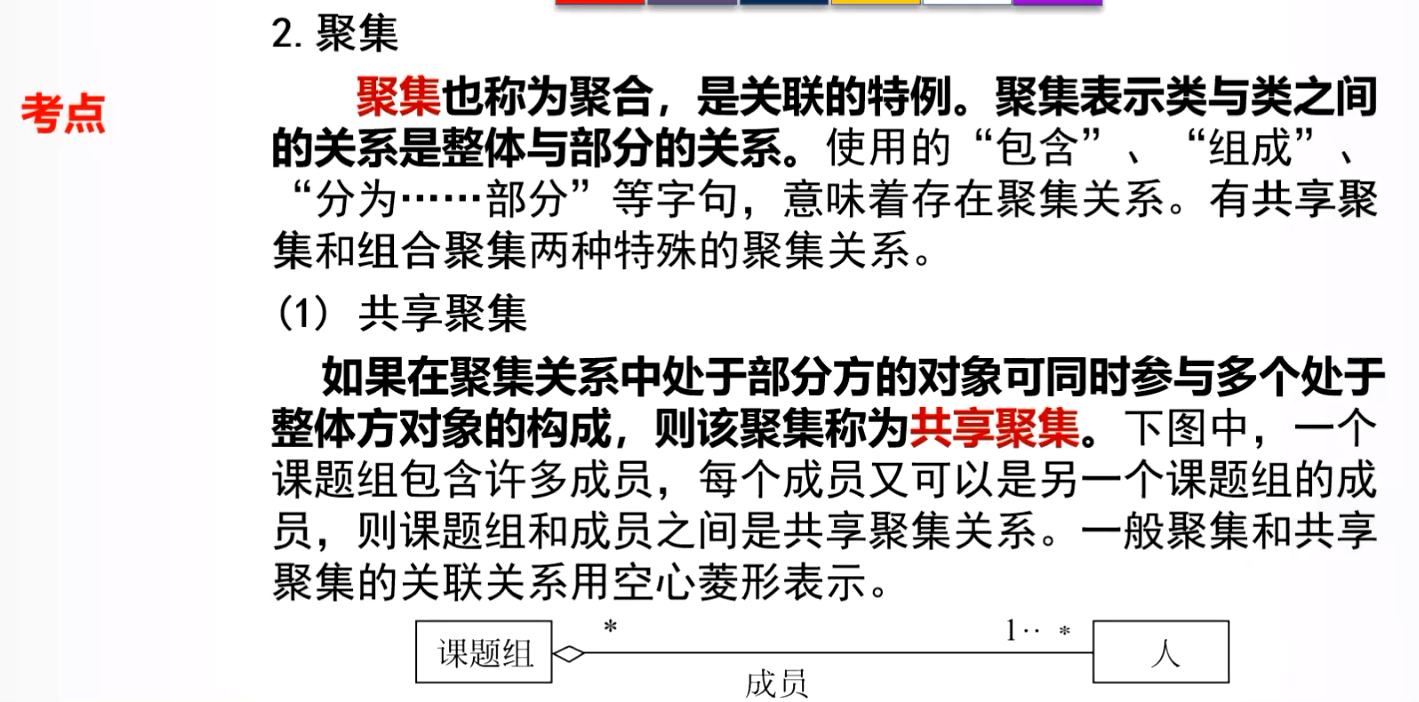 2. 聚集
考点
聚集也称为聚合，是关联的特例。聚集表示类与类之间
的关系是整体与部分的关系。使用的“包含”、“组成”、
“分为……部分”等字句，意味着存在聚集关系。有共享聚
集和组合聚集两种特殊的聚集关系。
(1) 共享聚集
如果在聚集关系中处于部分方的对象可同时参与多个处于
整体方对象的构成，则该聚集称为共享聚集。下图中，一个
课题组包含许多成员，每个成员又可以是另一个课题组的成
员，则课题组和成员之间是共享聚集关系。一般聚集和共享
聚集的关联关系用空心菱形表示。
* 1·· *
课题组 人
成员